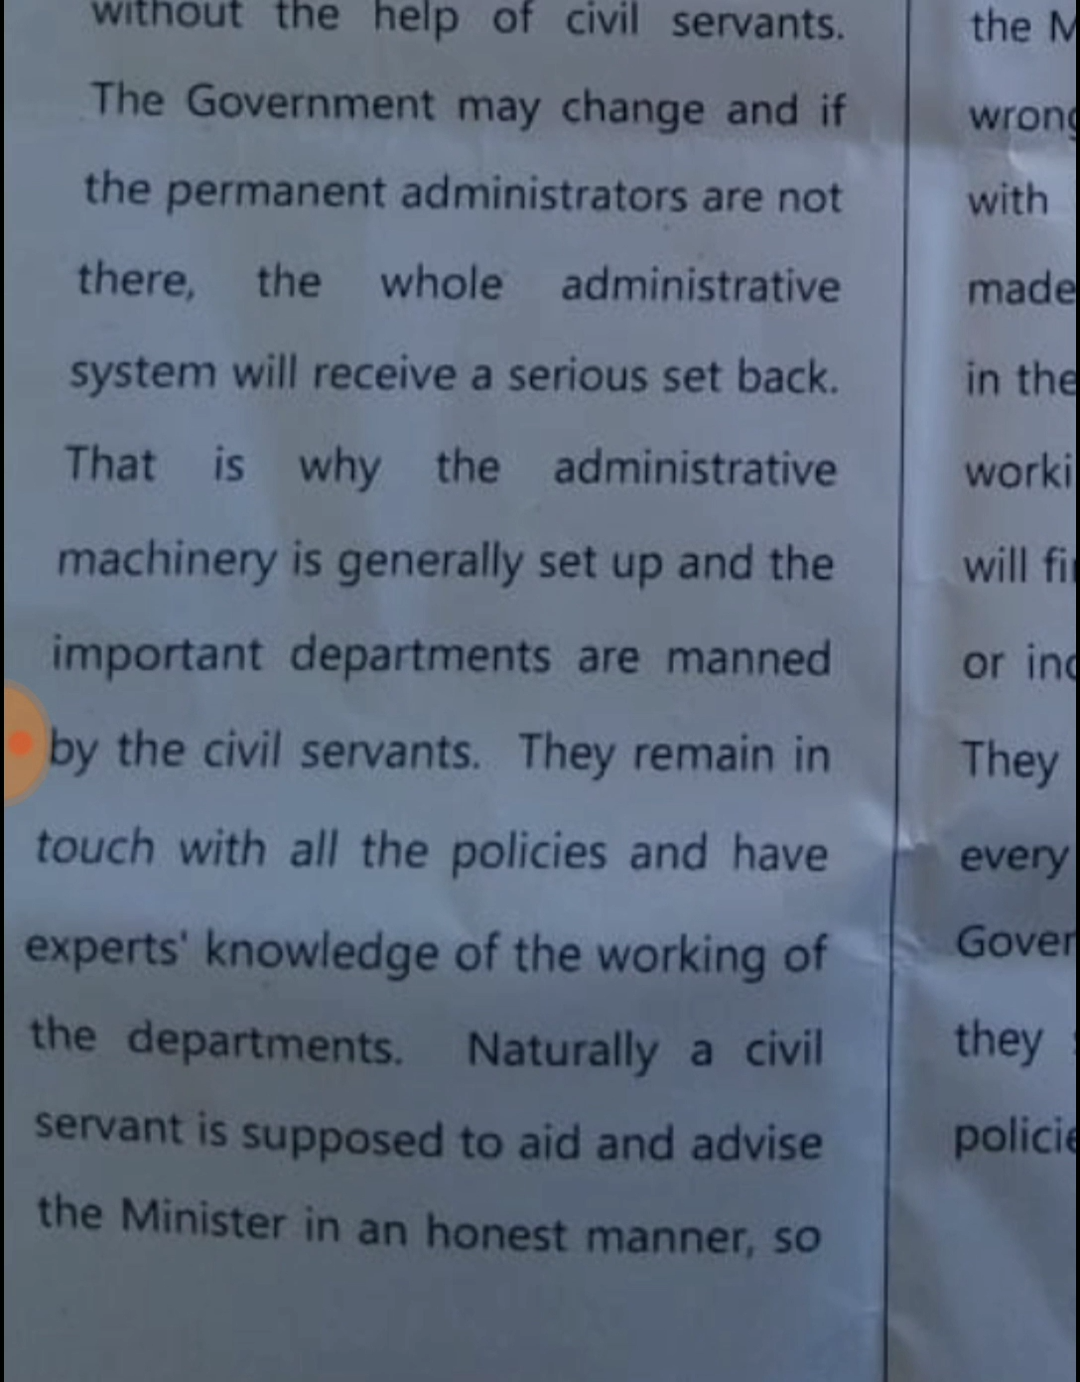 without the help of civil servants.
The Government may change and if
the permanent administrators are not
there, the whole administrative
system will receive a serious set back.
That is why the administrative
machinery is generally set up and the
important departments are manned
by the civil servants. They remain in
touch with all the policies and have
experts' knowledge of the working of
the departments. Naturally a civil
servant is supposed to aid and advise
the Minister in an honest manner, so
the
with
made
in the
will
or
They
every
they